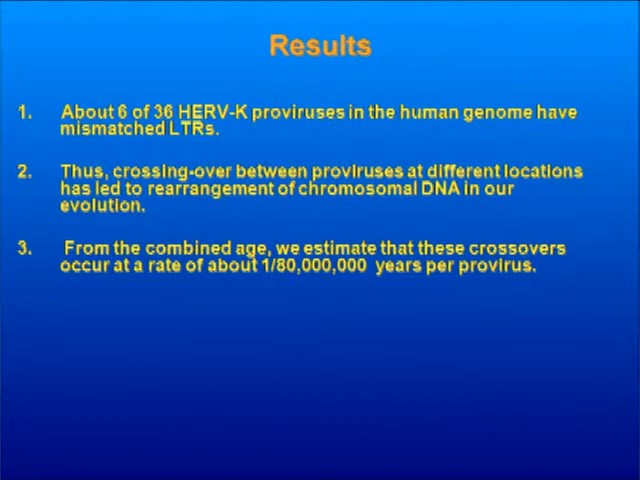 Results
1. About 6 of 36 HERV-K proviruses in the human genome have
mismatched LTRs.
2. Thus, crossing-over between proviruses at different locations
has led to rearrangement of chromosomal DNA in our
evolution.
3. From the combined age, we estimate that these crossovers
occur at a rate of about 1/80,000,000 years per provirus.